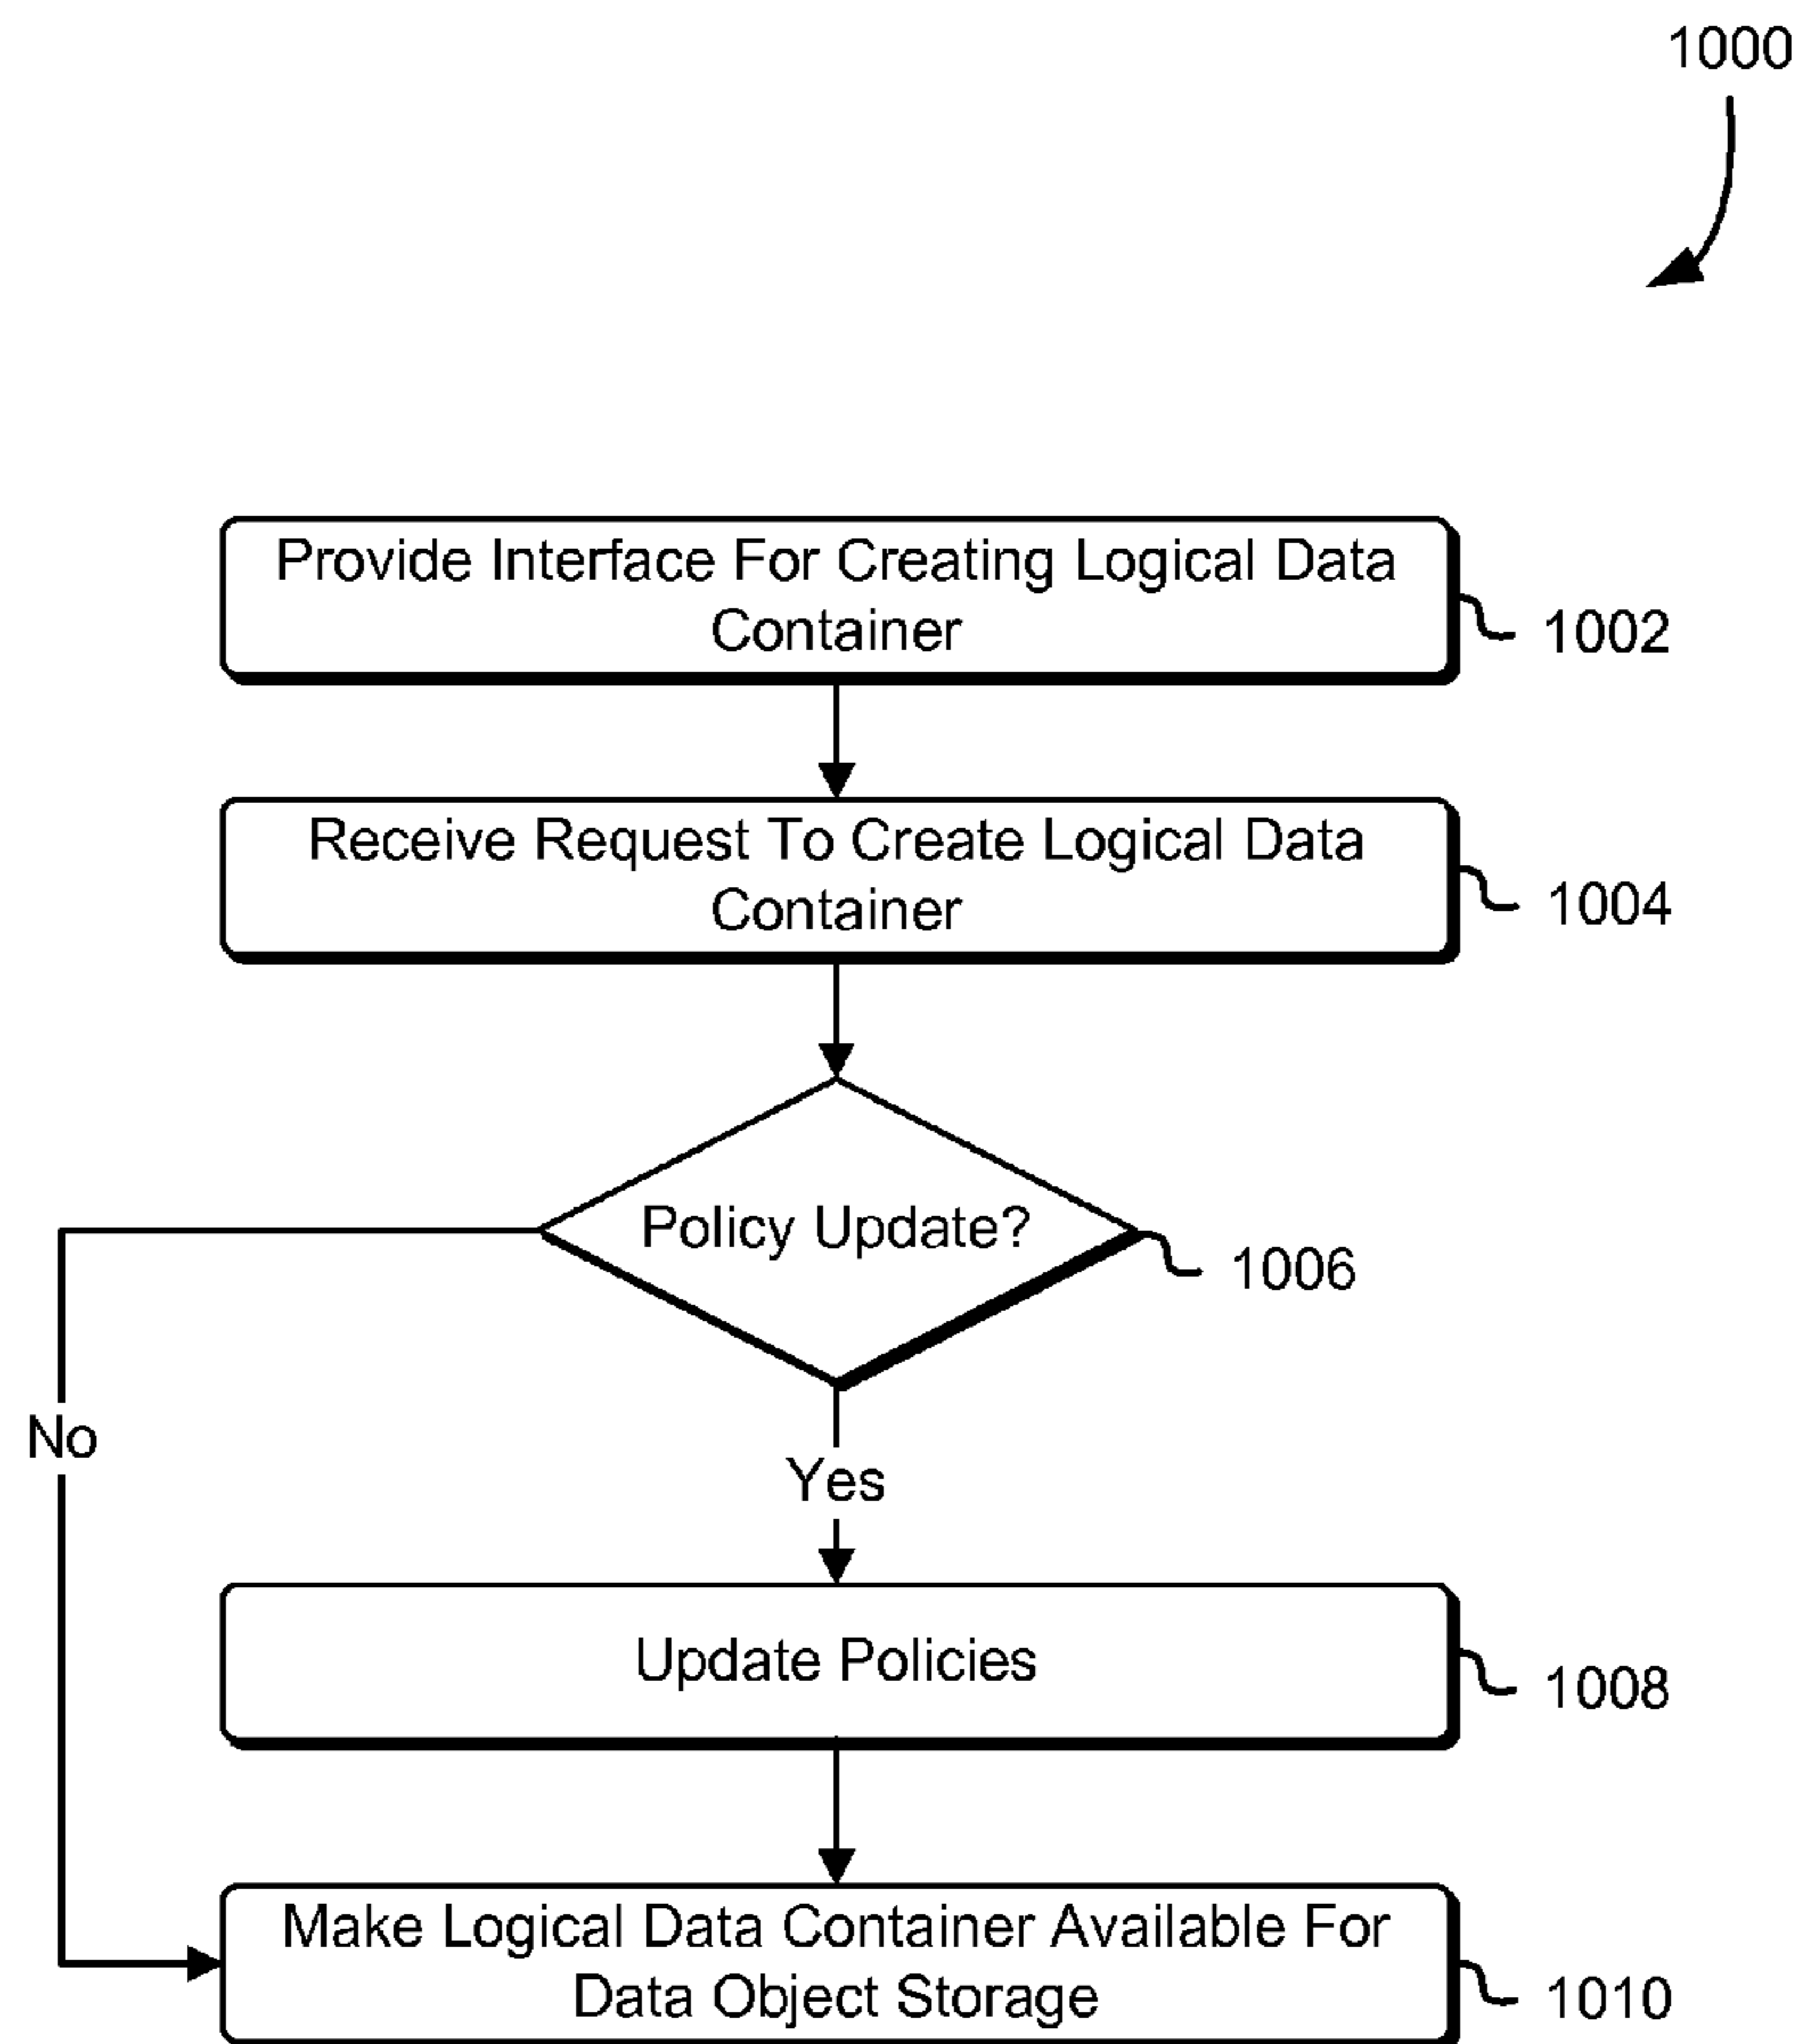 1000
Provide Interface For Creating Logical Data
Container
1002
Receive Request To Create Logical Data
Container
1004
Policy Update?
1006
No
Yes
Update Policies
1008
Make Logical Data Container Available For
Data Object Storage
1010